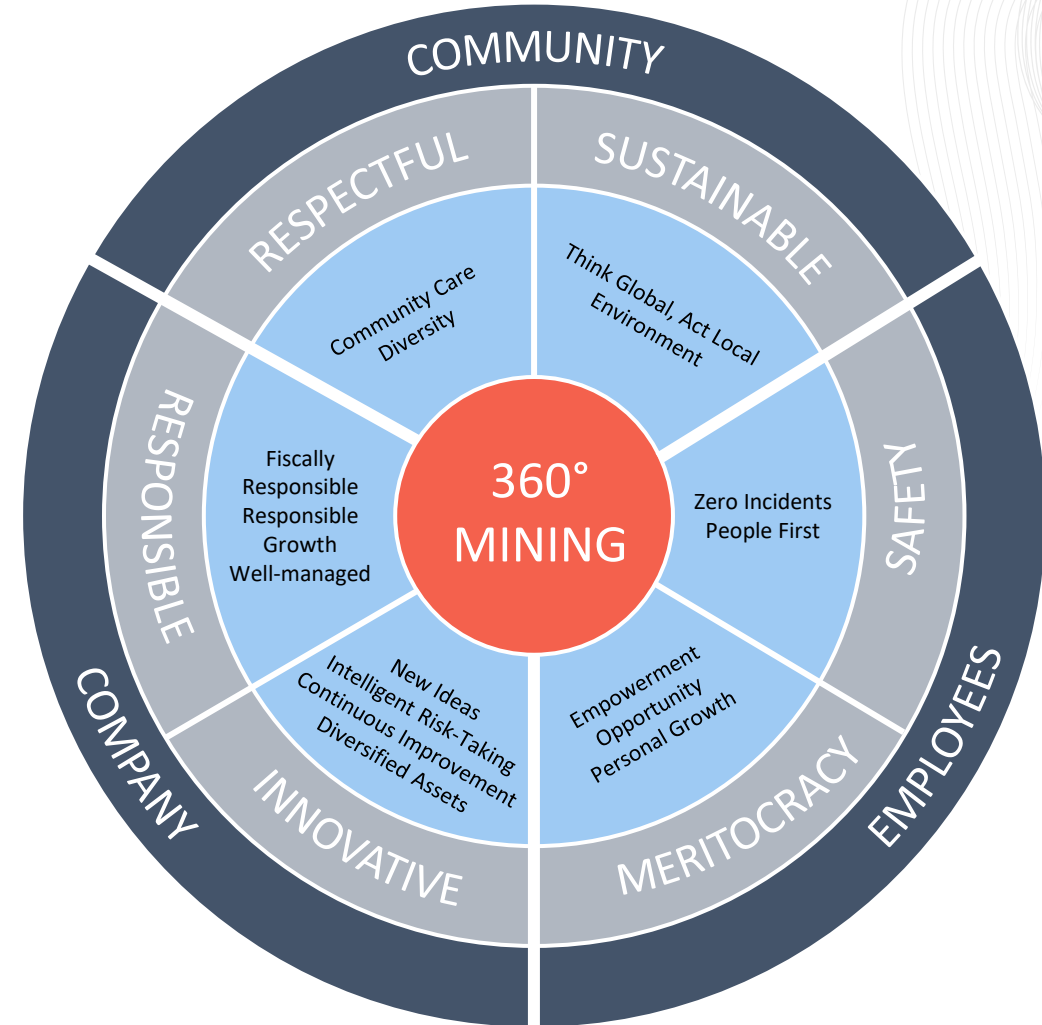 COMMUNITY
RESPECTFUL
SUSTAINABLE
Community Care
Diversity
Think Global, Act Local
Environment
RESPONSIBLE
Fiscally
Responsible
Responsible
Growth
Well-managed
360°
MINING
Zero Incidents
People First
SAFETY
New Ideas
Intelligent Risk-Taking
Continuous Improvement
Diversified Assets
Empowerment
Opportunity
Personal Growth
INNOVATIVE
MERITOCRACY
COMPANY
EMPLOYEES